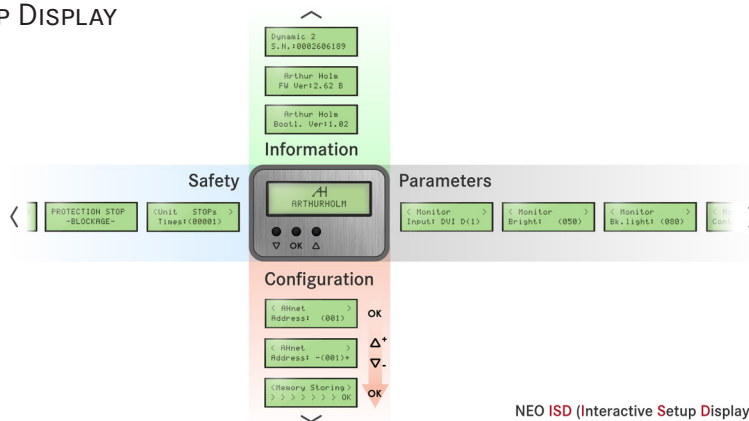 P DISPLAY
Dynamic 2
S.N.:0002606189
Arthur Holm
FW Ver:2.62 B
Arthur Holm
Bootl. Ver:1.02
Information
Safety
Parameters
PROTECTION STOP
-BLOCKAGE-
<Unit STOPs >
Times:(00001)
AH
ARTHURHOLM
▽ OK △
< Monitor >
Input: DVI D(1)
< Monitor >
Bright: (050)
< Monitor >
Bk.light: (080)
Configuration
< AHnet >
Address: (001)
OK
< AHnet >
Address: -(001)+
△+
▽-
<Memory Storing>
> > > > > > > OK
OK
NEO ISD (Interactive Setup Display